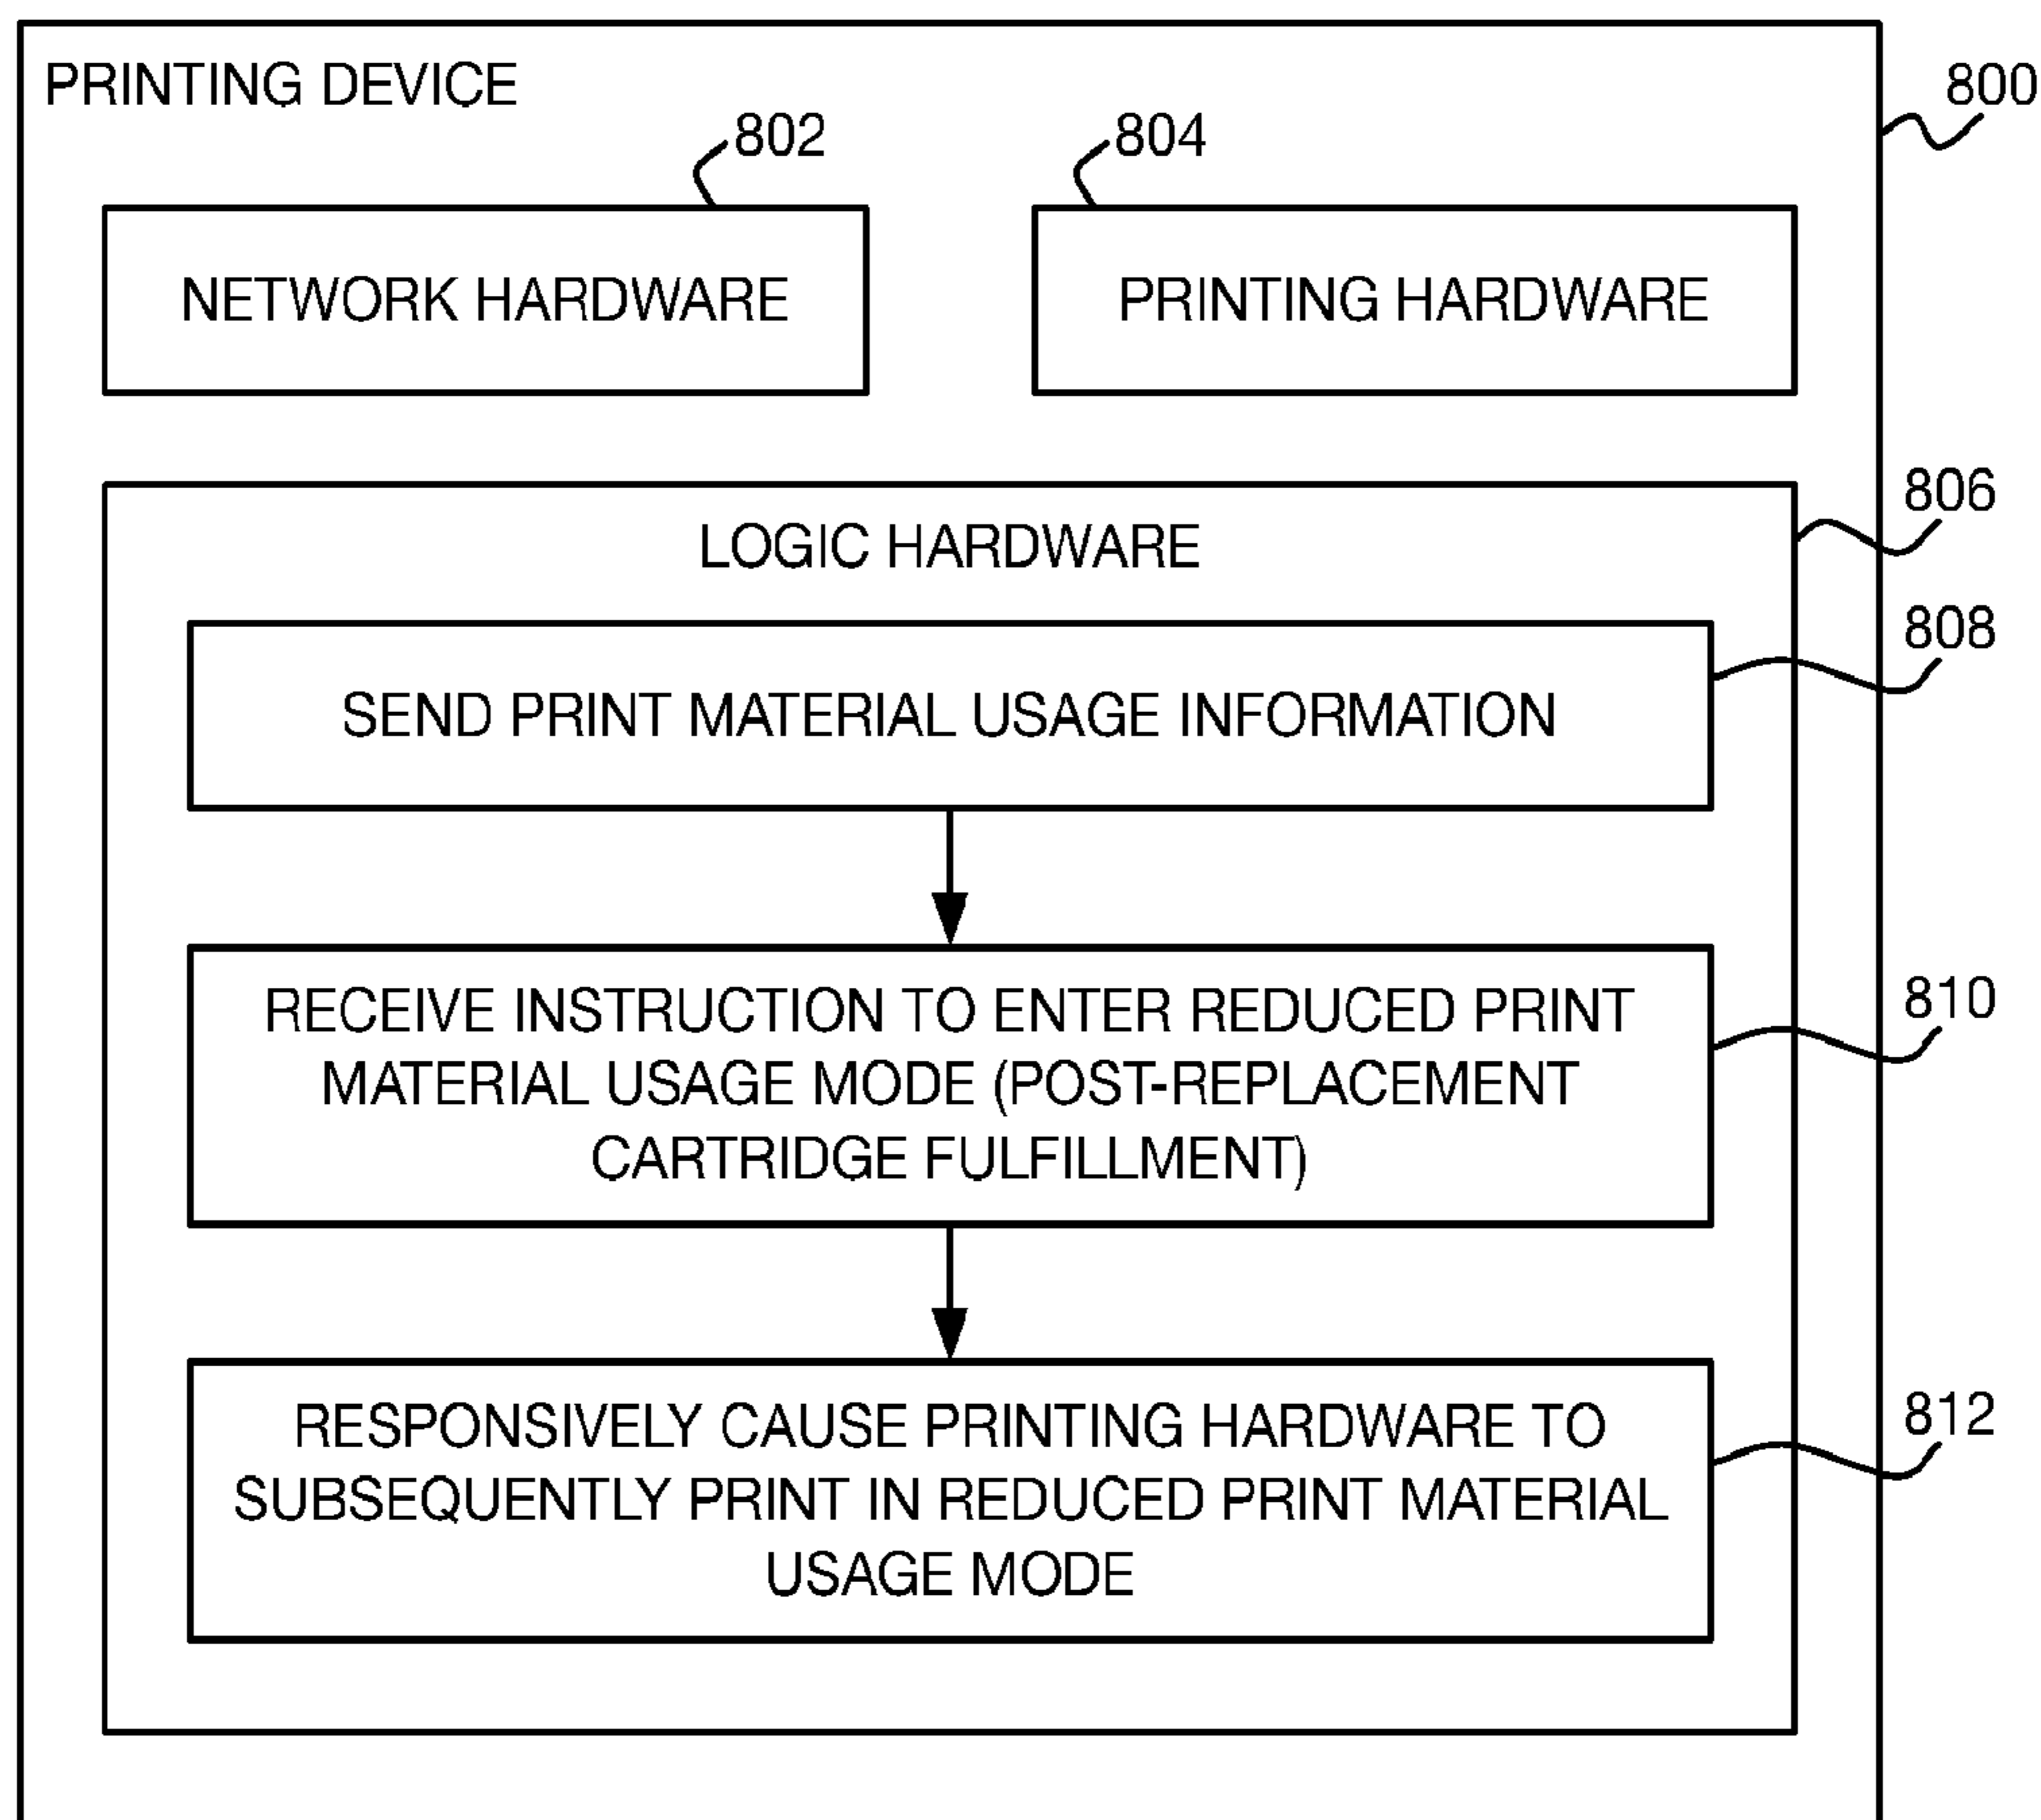 PRINTING DEVICE
800
802
804
NETWORK HARDWARE
PRINTING HARDWARE
806
LOGIC HARDWARE
808
SEND PRINT MATERIAL USAGE INFORMATION
810
RECEIVE INSTRUCTION TO ENTER REDUCED PRINT
MATERIAL USAGE MODE (POST-REPLACEMENT
CARTRIDGE FULFILLMENT)
812
RESPONSIVELY CAUSE PRINTING HARDWARE TO
SUBSEQUENTLY PRINT IN REDUCED PRINT MATERIAL
USAGE MODE